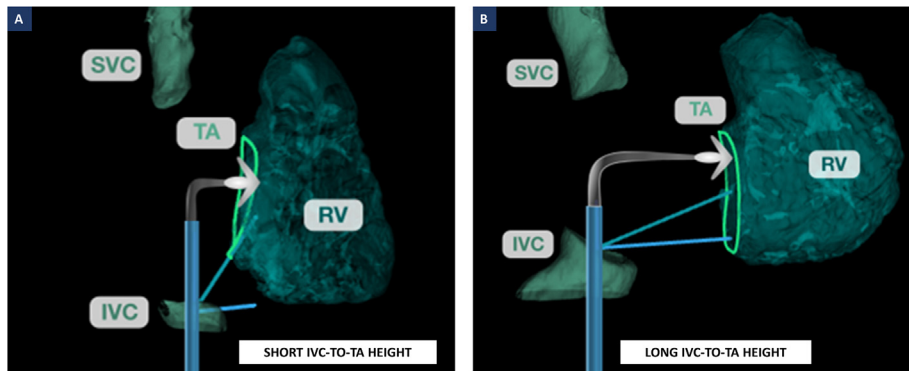 A
SVC
TA
RV
IVC
SHORT IVC-TO-TA HEIGHT
B
SVC
TA
RV
IVC
LONG IVC-TO-TA HEIGHT